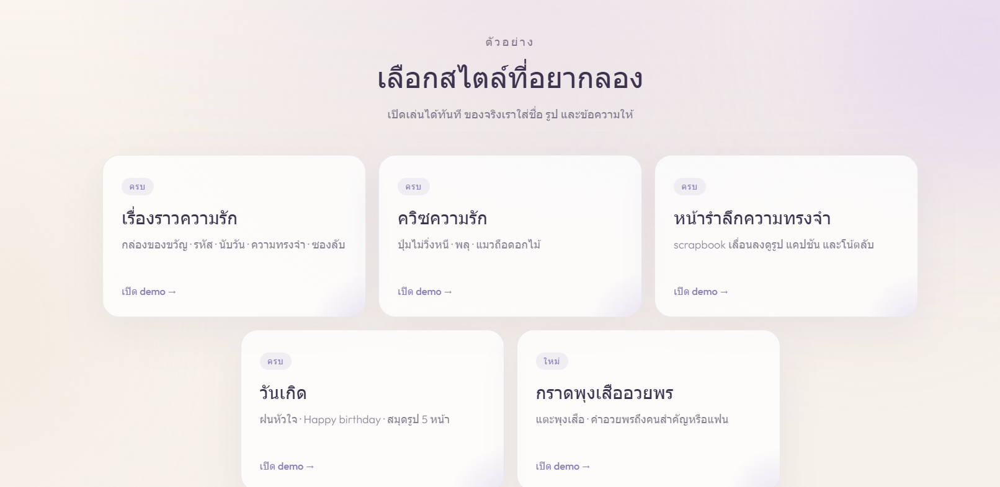 ตัวอย่าง
เลือกสไตล์ที่อยากลอง
เปิดเล่นได้ทันที ของจริงเราใส่ชื่อ รูป และข้อความให้
ครบ
เรื่องราวความรัก
กล่องของขวัญ · รหัส · นับวัน · ความทรงจำ · ซองลับ
เปิด demo →
ครบ
ควิซความรัก
ปุ่มไม่วิ่งหนี · พลุ · แมวถือดอกไม้
เปิด demo →
ครบ
หน้ารำลึกความทรงจำ
scrapbook เลื่อนลงดูรูป แคปชัน และโน้ตลับ
เปิด demo →
ครบ
วันเกิด
ฝนหัวใจ · Happy birthday · สมุดรูป 5 หน้า
เปิด demo →
ใหม่
กราดพุงเสืออวยพร
แตะพุงเสือ · คำอวยพรถึงคนสำคัญหรือแฟน
เปิด demo →